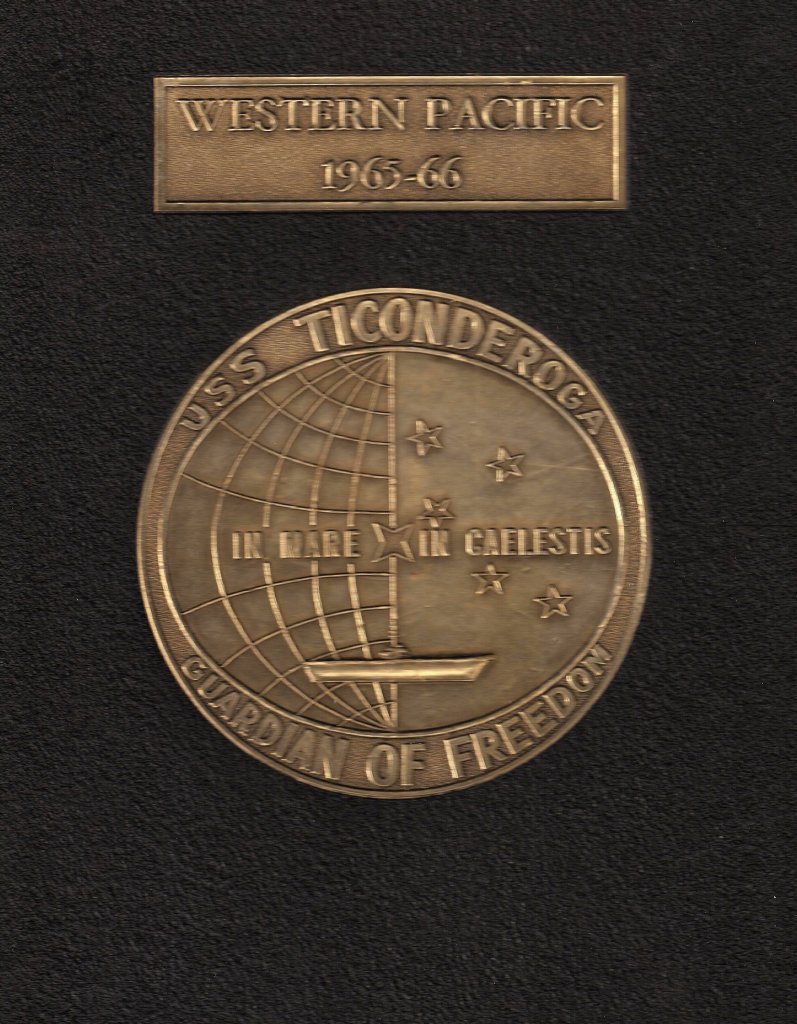 WESTERN PACIFIC
1965-66
USS TICONDEROGA
IN MARE IN CAELESTIS
GUARDIAN OF FREEDOM